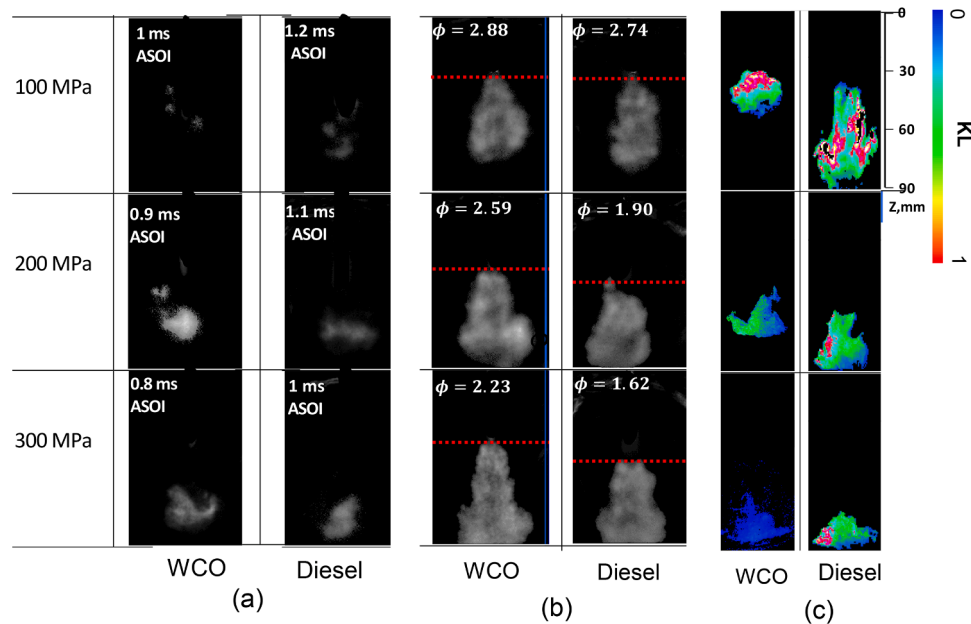 1 ms
ASOI
1.2 ms
ASOI
ϕ = 2.88
ϕ = 2.74
0
30
60
90
Z,mm
0
KL
1
100 MPa
0.9 ms
ASOI
1.1 ms
ASOI
ϕ = 2.59
ϕ = 1.90
200 MPa
0.8 ms
ASOI
1 ms
ASOI
ϕ = 2.23
ϕ = 1.62
300 MPa
WCO
Diesel
WCO
Diesel
WCO
Diesel
(a)
(b)
(c)